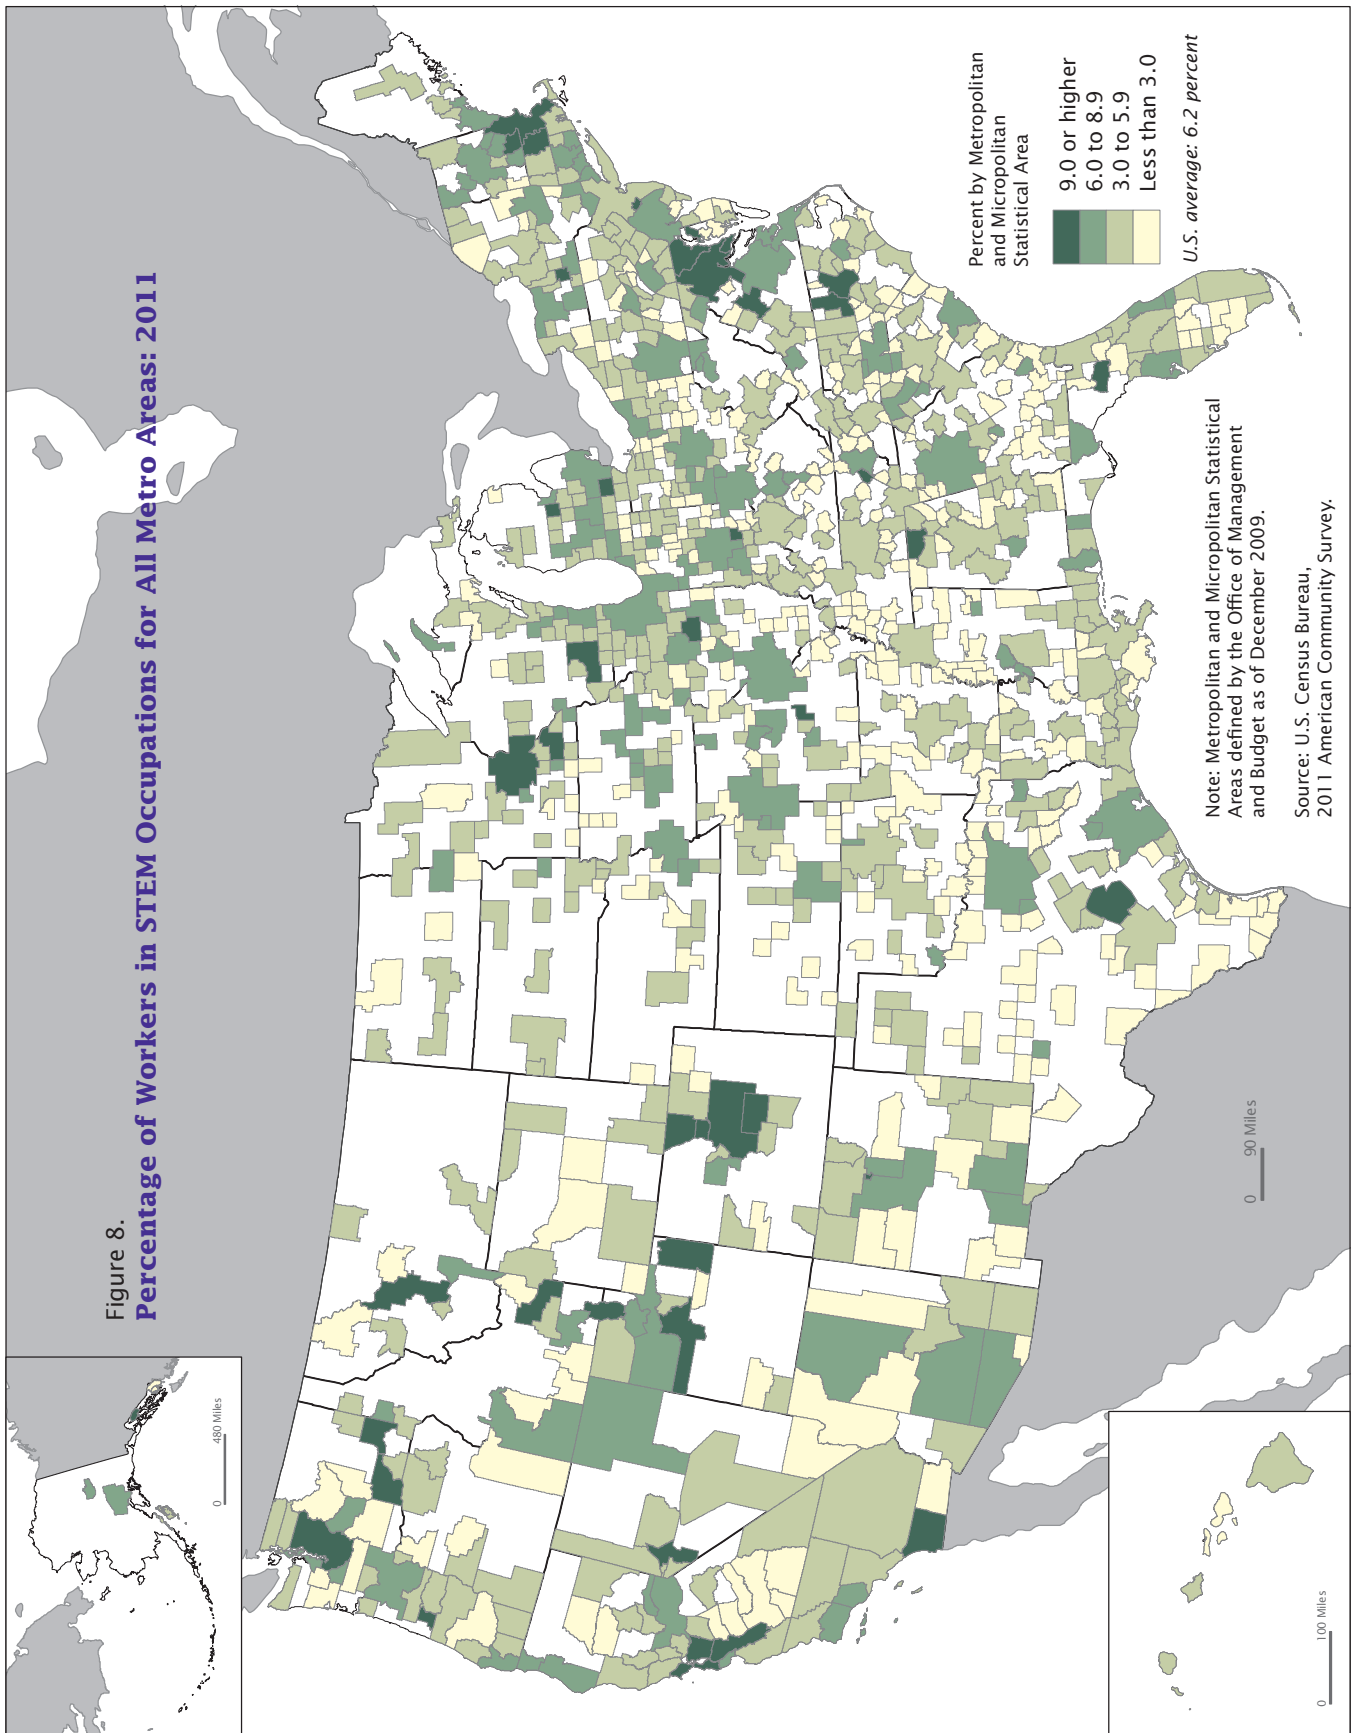 Figure 8.
Percentage of Workers in STEM Occupations for All Metro Areas: 2011
Percent by Metropolitan
and Micropolitan
Statistical Area
9.0 or higher
6.0 to 8.9
3.0 to 5.9
Less than 3.0
U.S. average: 6.2 percent
0 480 Miles
0 100 Miles
0 90 Miles
Note: Metropolitan and Micropolitan Statistical
Areas defined by the Office of Management
and Budget as of December 2009.
Source: U.S. Census Bureau,
2011 American Community Survey.